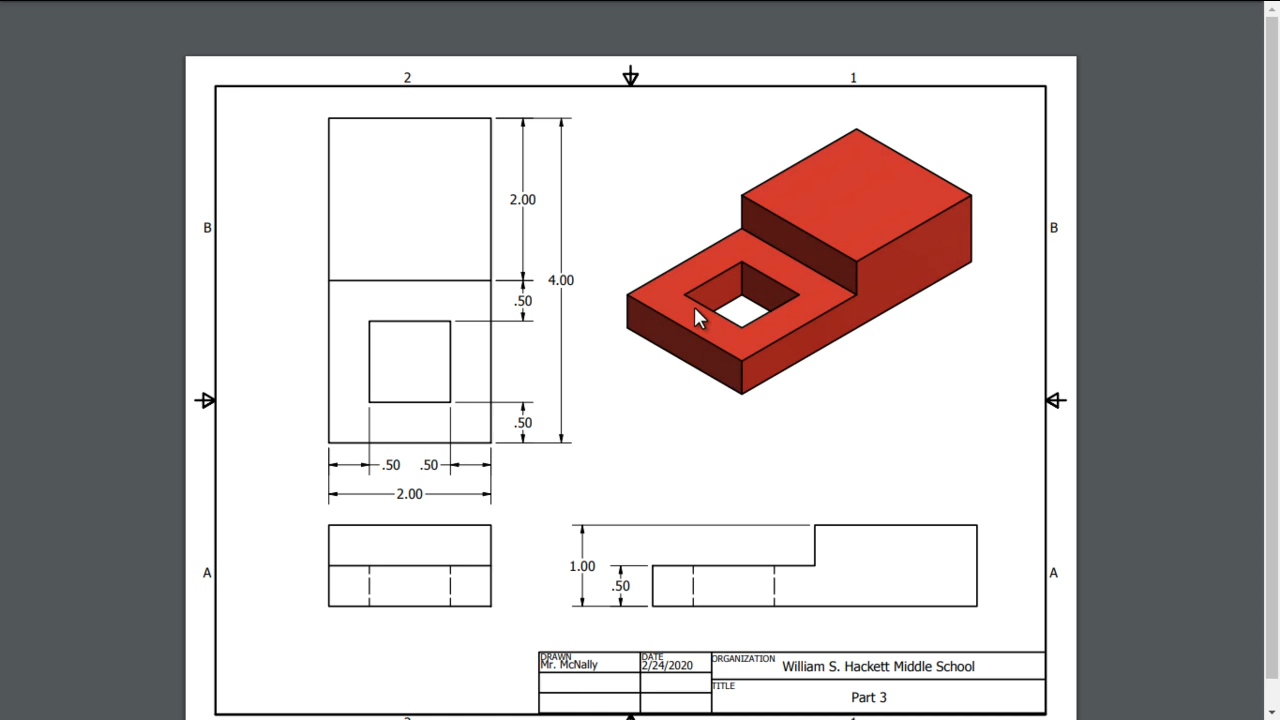 2
1
B
B
2.00
4.00
.50
.50
.50
.50
2.00
A
A
1.00
.50
DRAWN
Mr. McNally
DATE
2/24/2020
ORGANIZATION
William S. Hackett Middle School
TITLE
Part 3